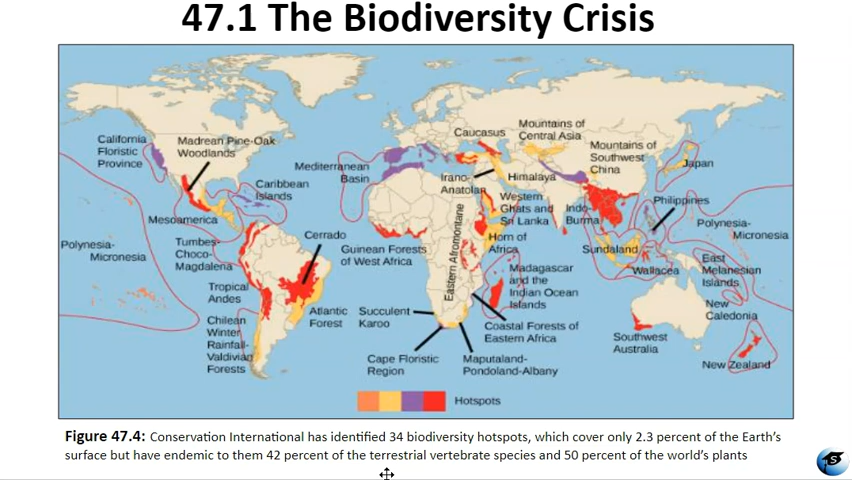 47.1 The Biodiversity Crisis
California
Floristic
Province
Madrean Pine-Oak
Woodlands
Caribbean
Islands
Mesoamerica
Polynesia-
Micronesia
Tumbes-
Choco-
Magdalena
Tropical
Andes
Chilean
Winter
Rainfall-
Valdivian
Forests
Cerrado
Atlantic
Forest
Mediterranean
Basin
Caucasus
Mountains of
Central Asia
Mountains of
Southwest
China
Japan
Irano-
Anatolan
Himalaya
Western
Ghats and
Sri Lanka
Indo-
Burma
Philippines
Polynesia-
Micronesia
Guinean Forests
of West Africa
Eastern Afromontane
Horn of
Africa
Sundaland
Wallacea
East
Melanesian
Islands
Madagascar
and the
Indian Ocean
Islands
New
Caledonia
Succulent
Karoo
Coastal Forests of
Eastern Africa
Southwest
Australia
Cape Floristic
Region
Maputaland-
Pondoland-Albany
New Zealand
Hotspots
Figure 47.4: Conservation International has identified 34 biodiversity hotspots, which cover only 2.3 percent of the Earth's
surface but have endemic to them 42 percent of the terrestrial vertebrate species and 50 percent of the world's plants
S